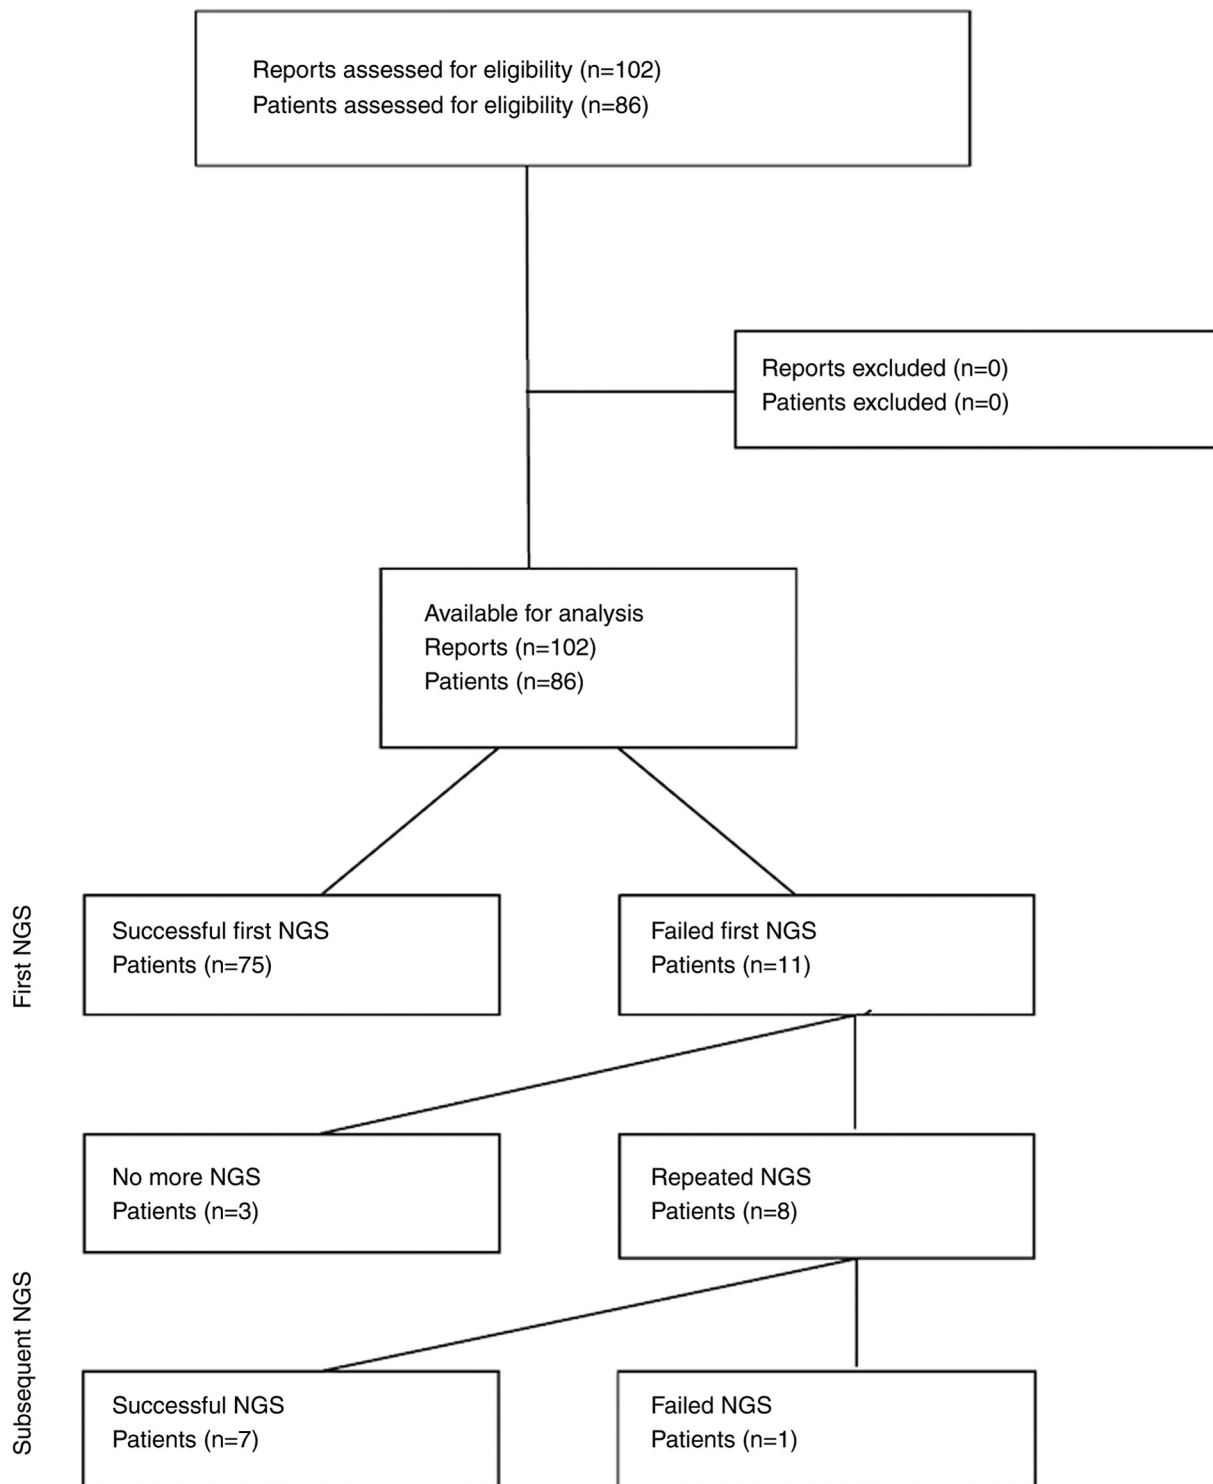 Reports assessed for eligibility (n=102)
Patients assessed for eligibility (n=86)
Reports excluded (n=0)
Patients excluded (n=0)
Available for analysis
Reports (n=102)
Patients (n=86)
First NGS
Successful first NGS
Patients (n=75)
Failed first NGS
Patients (n=11)
No more NGS
Patients (n=3)
Repeated NGS
Patients (n=8)
Subsequent NGS
Successful NGS
Patients (n=7)
Failed NGS
Patients (n=1)